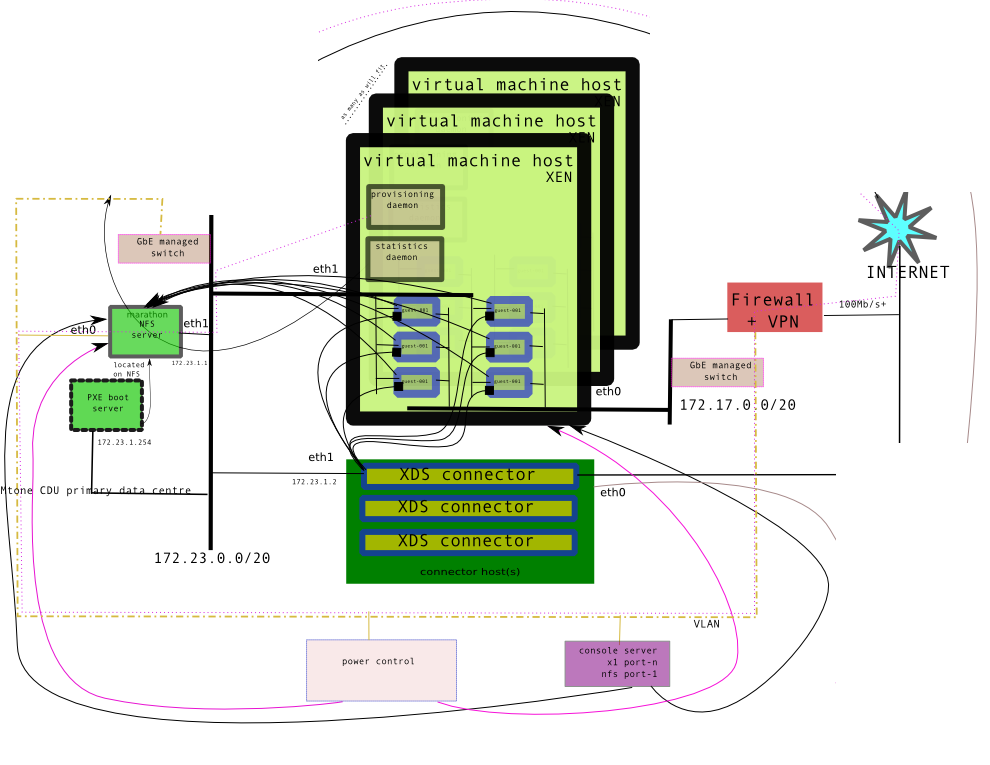 as many as will fit
virtual machine host
XEN
virtual machine host
XEN
virtual machine host
XEN
provisioning
daemon
statistics
daemon
GbE managed
switch
INTERNET
eth1
marathon
NFS
server
eth0
eth1
172.23.1.1
guest-001
guest-001
guest-001
guest-001
guest-001
guest-001
Firewall
+ VPN
100Mb/s+
located
on NFS
GbE managed
switch
PXE boot
server
eth0
172.17.0.0/20
172.23.1.254
eth1
172.23.1.2
XDS connector
eth0
Mtone CDU primary data centre
XDS connector
XDS connector
172.23.0.0/20
connector host(s)
VLAN
power control
console server
x1 port-n
nfs port-1